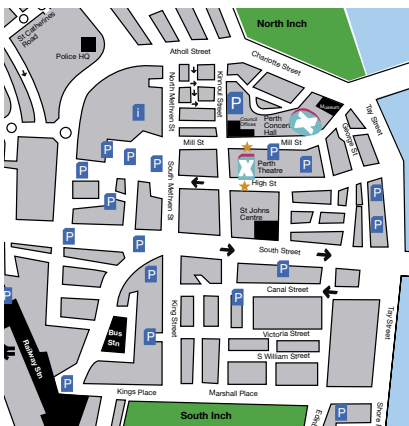 St Catherines
Road
Police HQ
Atholl Street
North Inch
Charlotte Street
North Methven St
Kinnoull Street
i
P
Council
Offices
Perth
Concert
Hall
Museum
Tay Street
George St
Mill St
Mill St
P
P
P
P
P
P
P
Perth
Theatre
High St
South Methven St
St Johns
Centre
P
P
P
P
South Street
P
P
P
P
Canal Street
King Street
Victoria Street
S William Street
Tay Street
Bus
Stn
P
Railway Stn
P
Kings Place
Marshall Place
South Inch
P
Shore